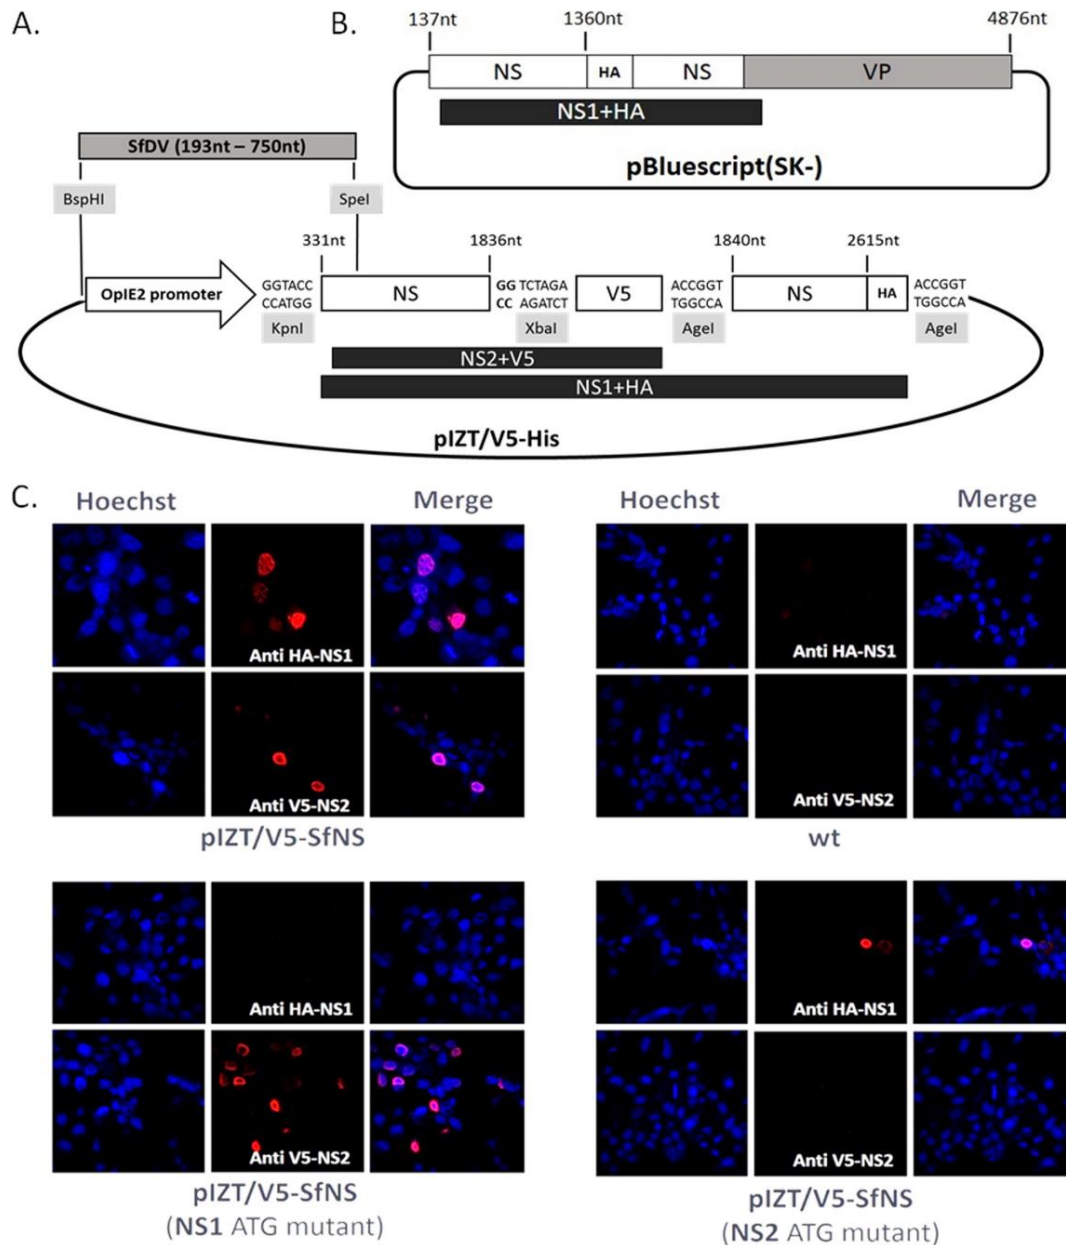 A.
B.
137nt
1360nt
4876nt
NS
HA
NS
VP
NS1+HA
pBluescript(SK-)
SfDV (193nt – 750nt)
BspHI
SpeI
331nt
1836nt
1840nt
2615nt
OpIE2 promoter
GGTACC
CCATGG
KpnI
NS
GG
CC
TCTAGA
AGATCT
XbaI
V5
ACCGGT
TGGCCA
AgeI
NS
HA
ACCGGT
TGGCCA
AgeI
NS2+V5
NS1+HA
pIZT/V5-His
C.
Hoechst
Merge
Anti HA-NS1
Anti V5-NS2
pIZT/V5-SfNS
Hoechst
Merge
Anti HA-NS1
Anti V5-NS2
wt
Anti HA-NS1
Anti V5-NS2
pIZT/V5-SfNS
(NS1 ATG mutant)
Anti HA-NS1
Anti V5-NS2
pIZT/V5-SfNS
(NS2 ATG mutant)